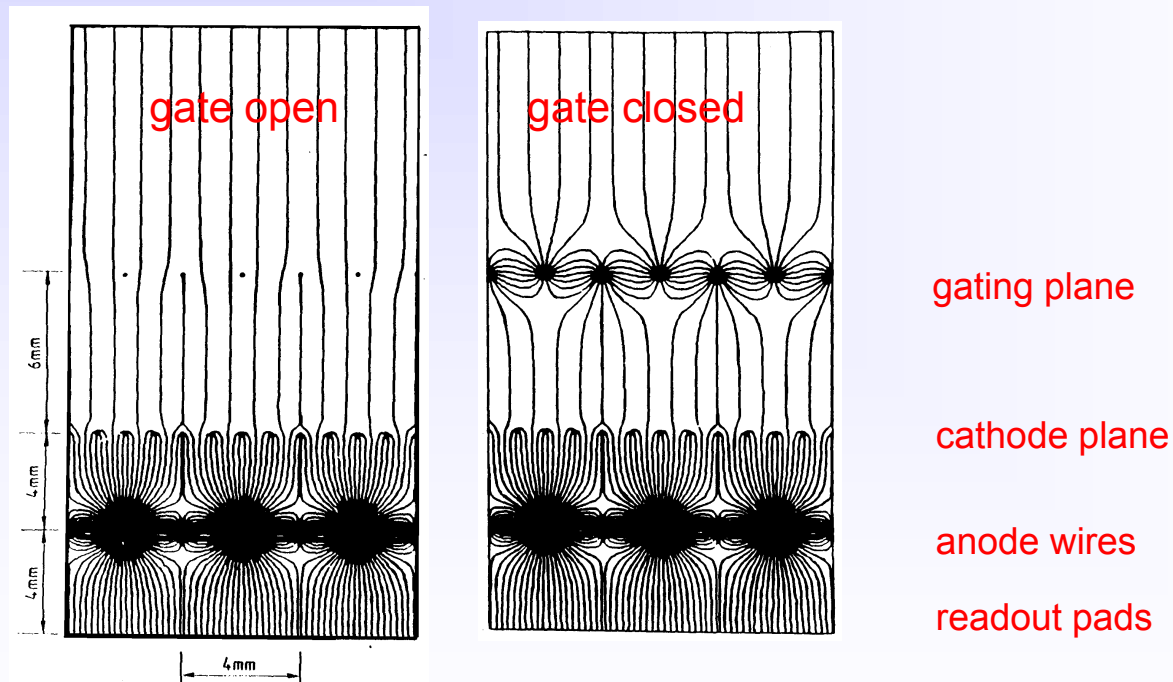 gate open
gate closed
gating plane
6mm
cathode plane
4mm
anode wires
4mm
readout pads
4mm